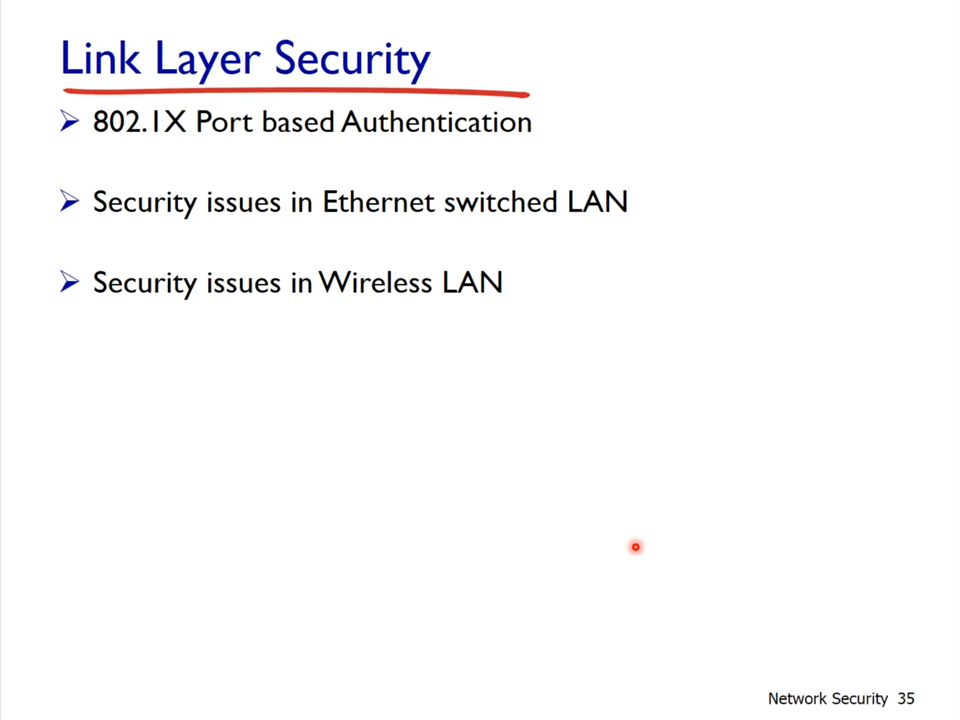 Link Layer Security
802.1X Port based Authentication
Security issues in Ethernet switched LAN
Security issues in Wireless LAN
Network Security 35